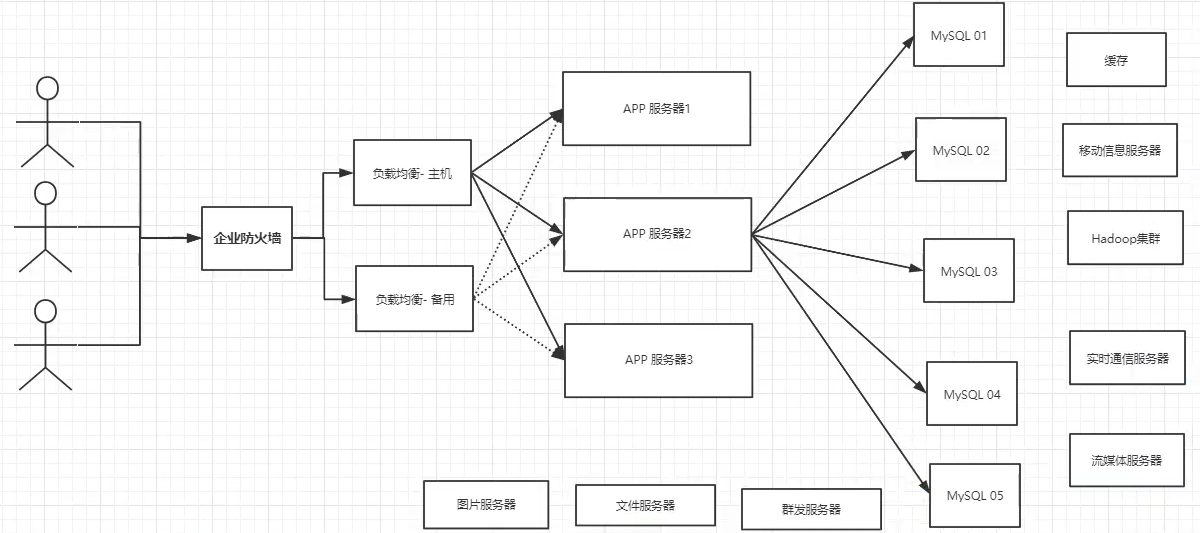 企业防火墙
负载均衡- 主机
负载均衡- 备用
APP 服务器1
APP 服务器2
APP 服务器3
MySQL 01
MySQL 02
MySQL 03
MySQL 04
MySQL 05
缓存
移动信息服务器
Hadoop集群
实时通信服务器
流媒体服务器
图片服务器
文件服务器
群发服务器